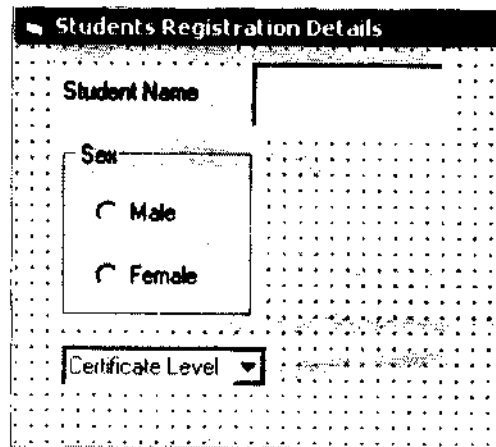 Students Registration Details
Student Name
Sex
Male
Female
Certificate Level